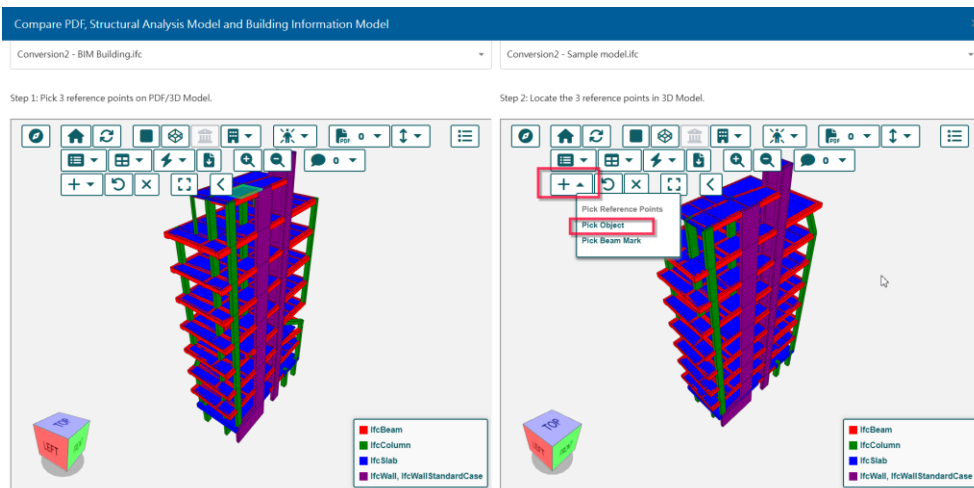 Compare PDF, Structural Analysis Model and Building Information Model
Conversion2 - BIM Building.ifc
Conversion2 - Sample model.ifc
Step 1: Pick 3 reference points on PDF/3D Model.
Step 2: Locate the 3 reference points in 3D Model.
PDF 0
0
TOP
LEFT
IfcBeam
IfcColumn
IfcSlab
IfcWall, IfcWallStandardCase
PDF 0
0
Pick Reference Points
Pick Object
Pick Beam Mark
TOP
LEFT
IfcBeam
IfcColumn
IfcSlab
IfcWall, IfcWallStandardCase